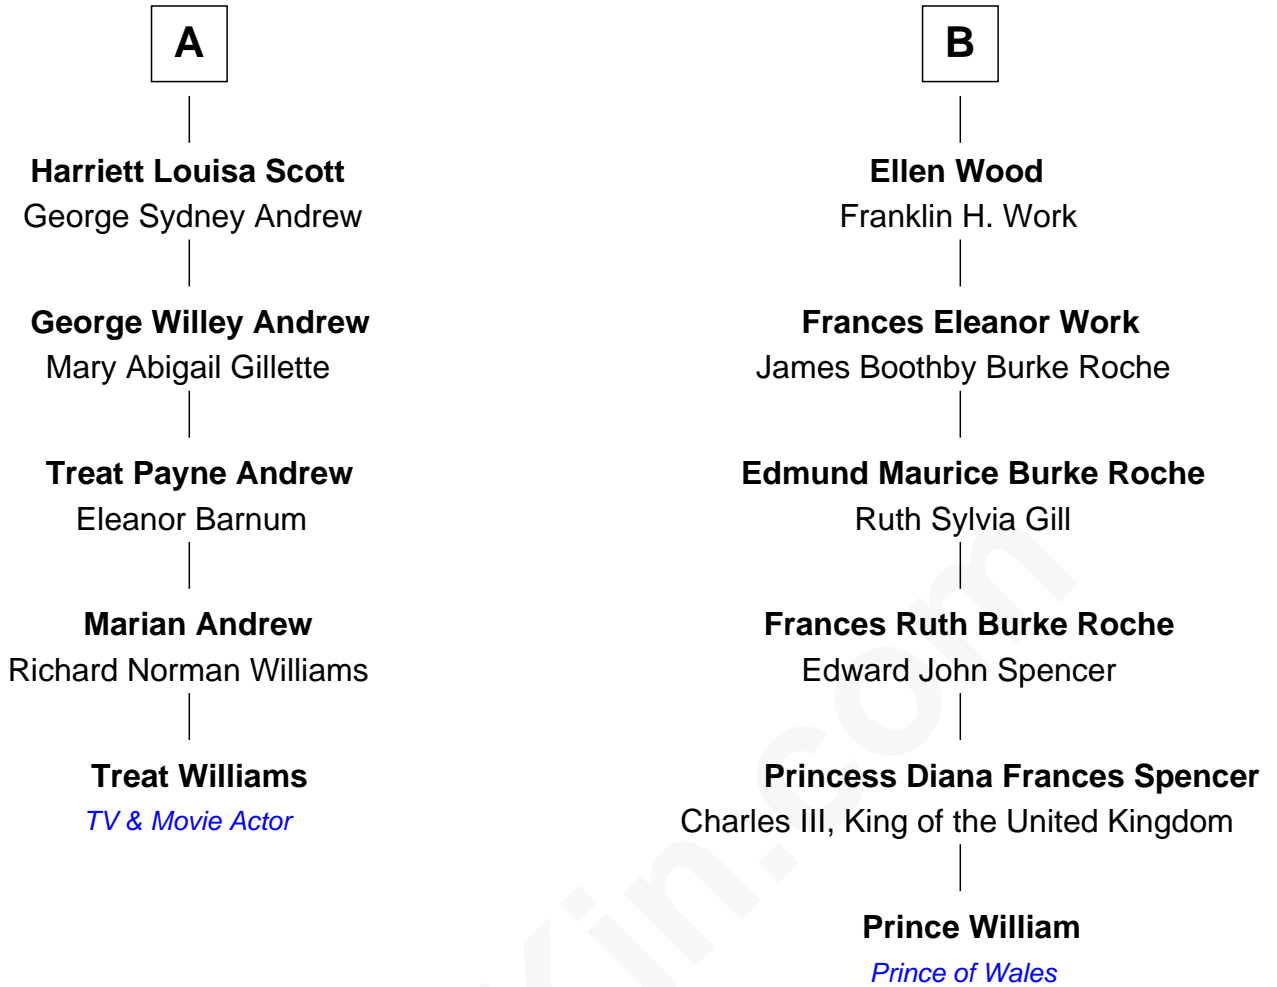 A
Harriett Louisa Scott
George Sydney Andrew
George Willey Andrew
Mary Abigail Gillette
Treat Payne Andrew
Eleanor Barnum
Marian Andrew
Richard Norman Williams
Treat Williams
TV & Movie Actor
B
Ellen Wood
Franklin H. Work
Frances Eleanor Work
James Boothby Burke Roche
Edmund Maurice Burke Roche
Ruth Sylvia Gill
Frances Ruth Burke Roche
Edward John Spencer
Princess Diana Frances Spencer
Charles III, King of the United Kingdom
Prince William
Prince of Wales